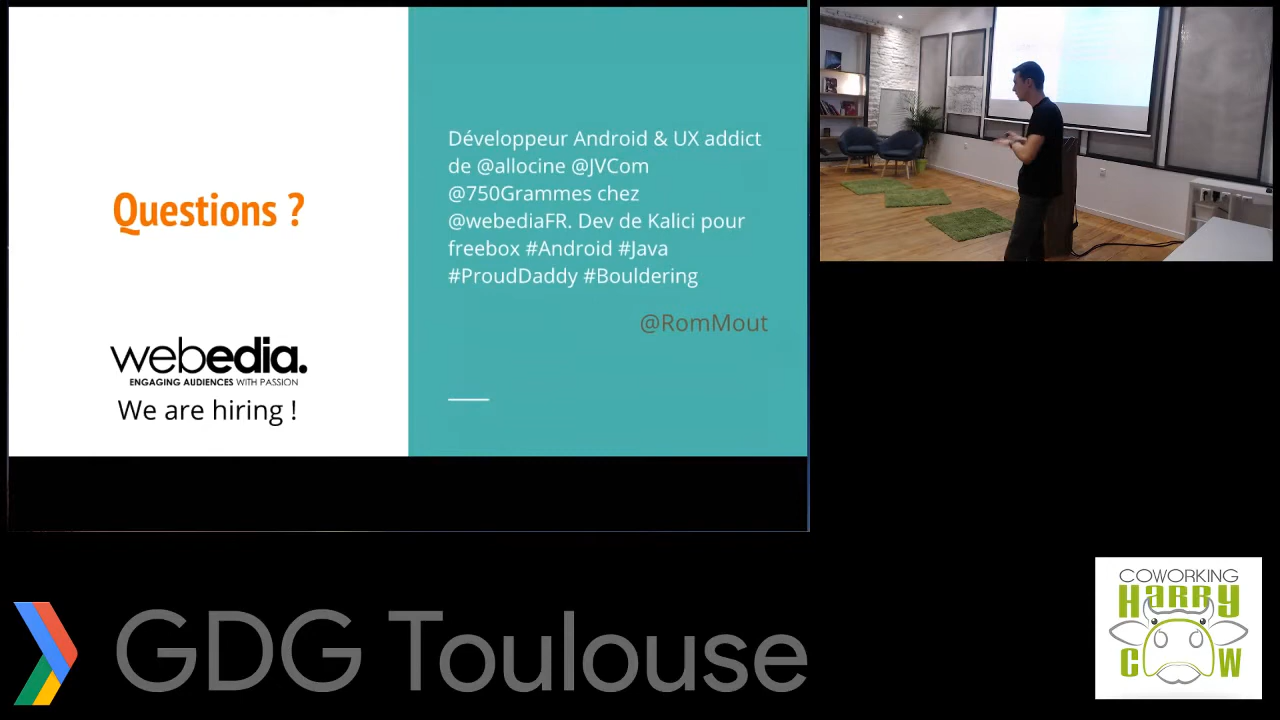 Questions ?
webedia.
ENGAGING AUDIENCES WITH PASSION
We are hiring !
Développeur Android & UX addict
de @allocine @JVCom
@750Grammes chez
@webediaFR. Dev de Kalici pour
freebox #Android #Java
#ProudDaddy #Bouldering
@RomMout
GDG Toulouse
COWORKING
HARRY
COW